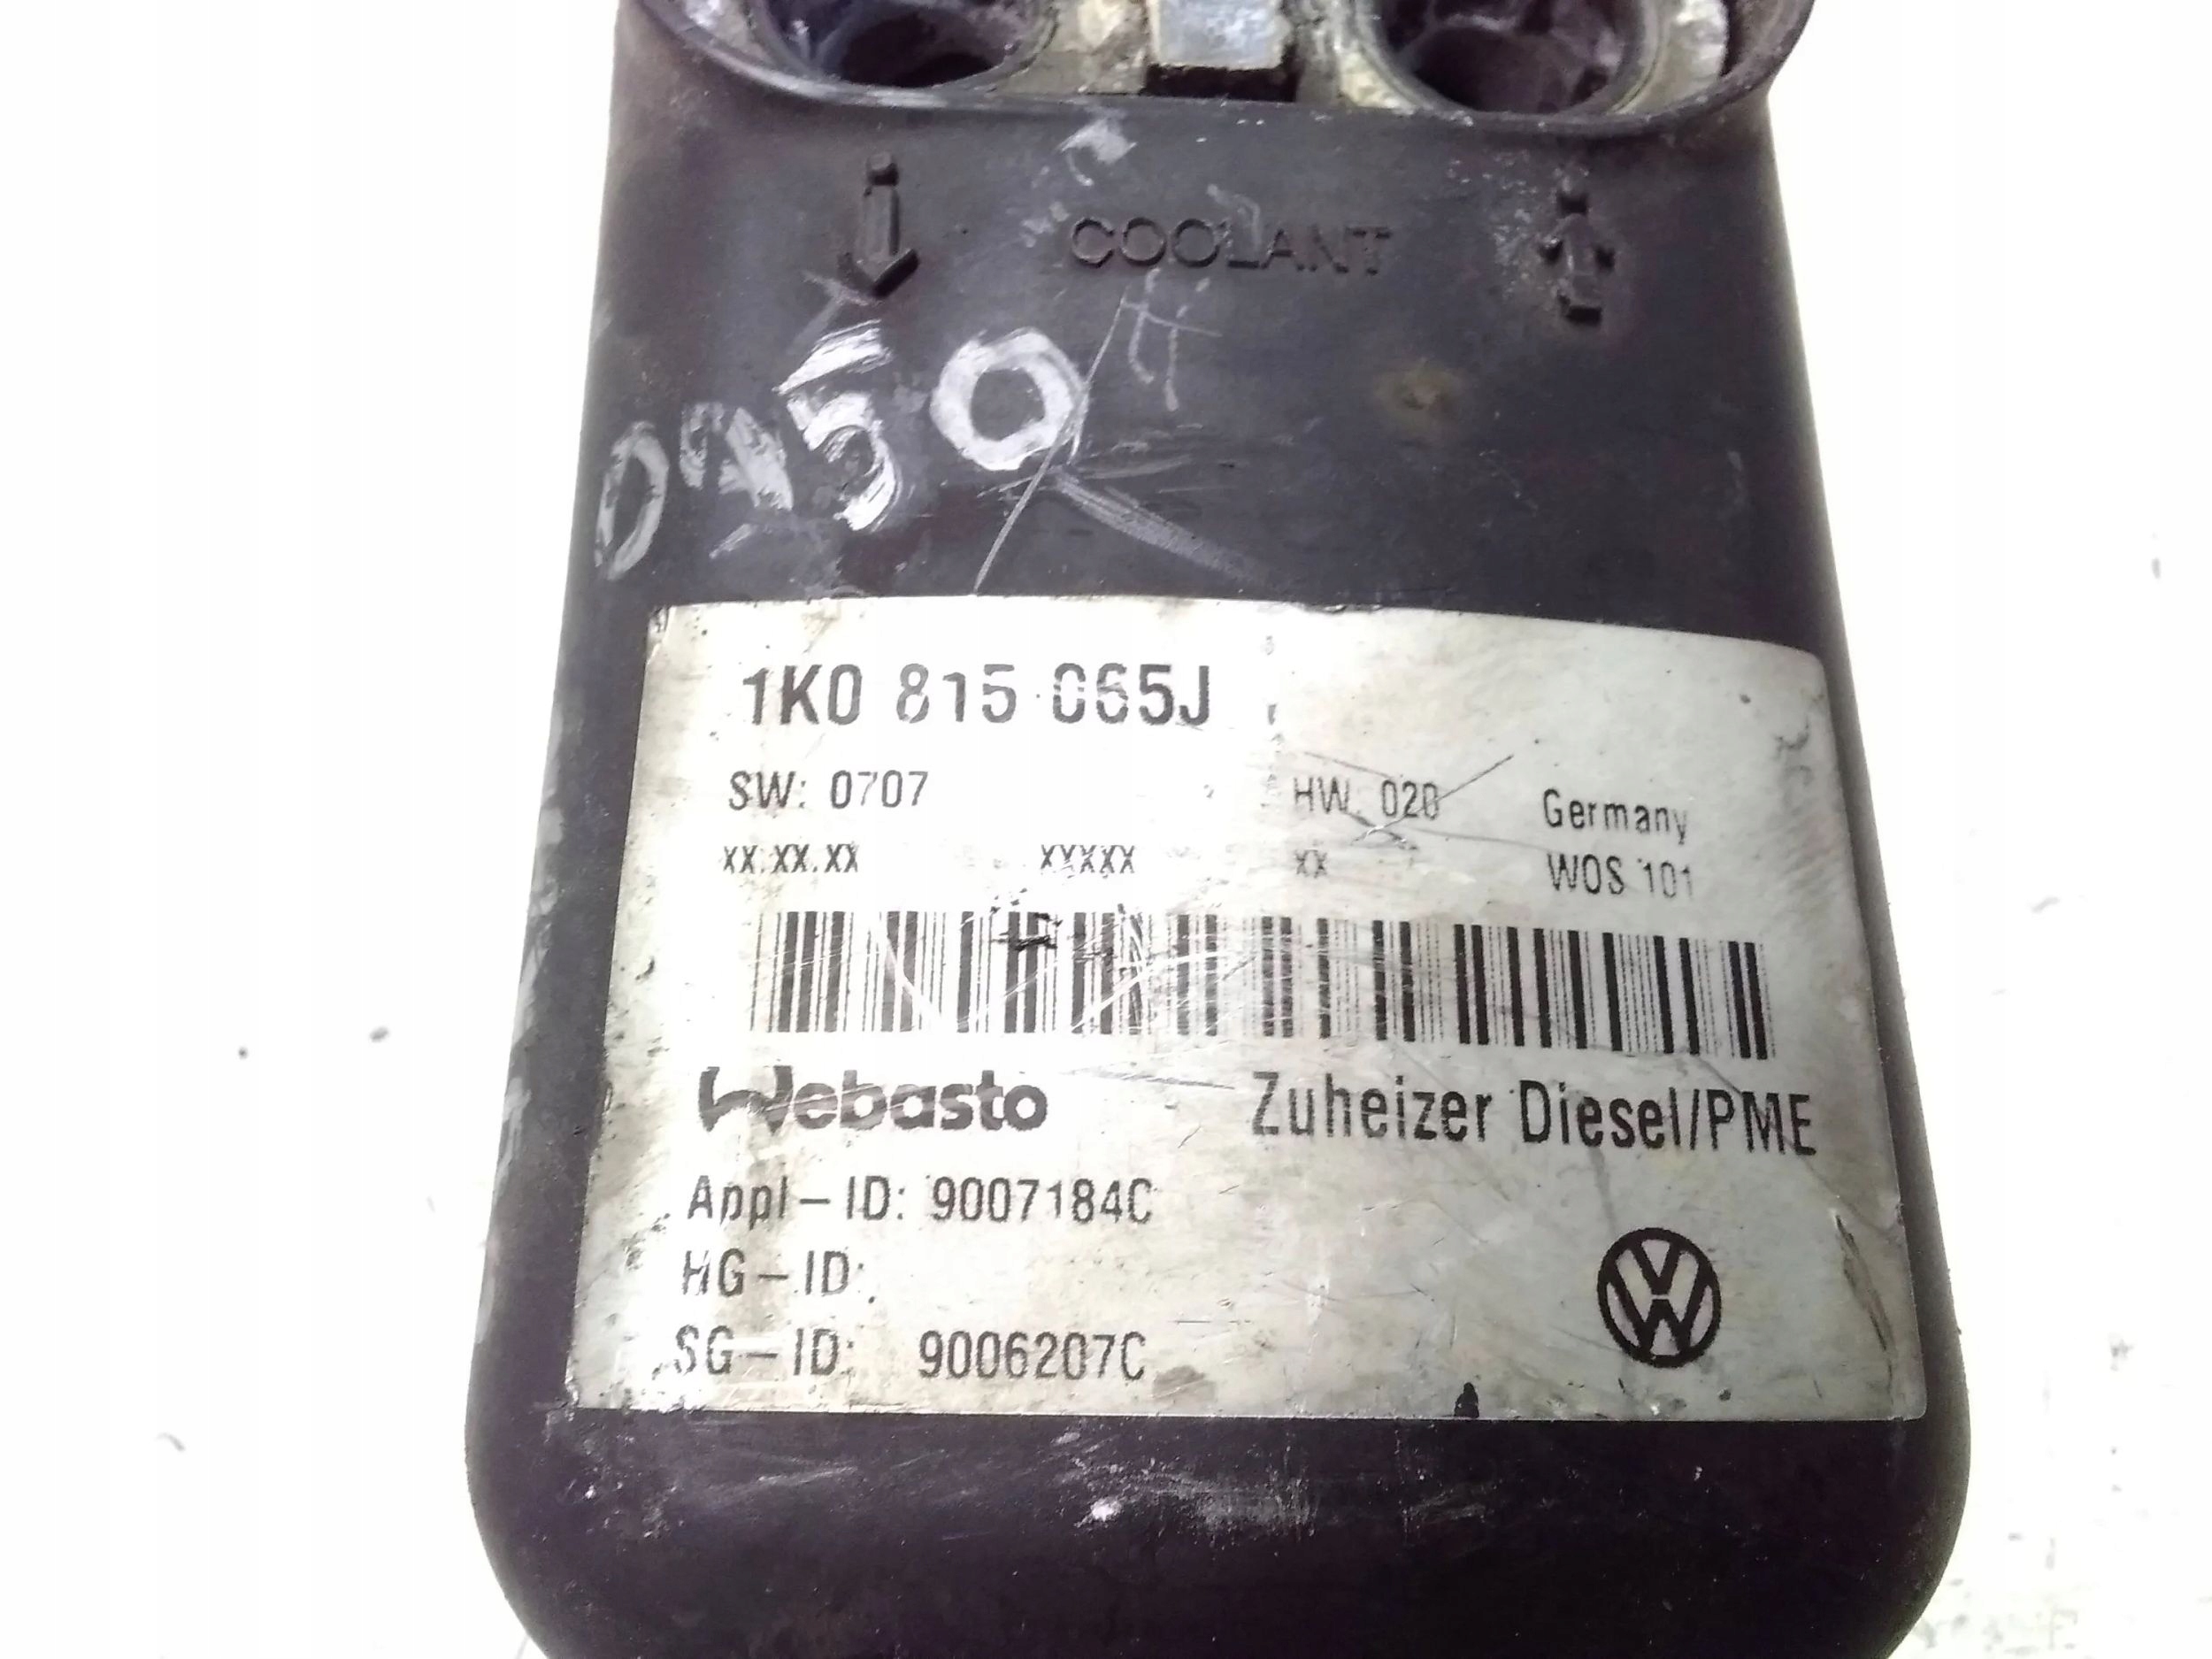 COOLANT
0750
1K0 815 065J
SW: 0707 HW: 020 Germany
XX.XX.XX XXXXX XX WOS 101
Webasto Zuheizer Diesel/PME
Appl-ID: 9007184C
HG-ID:
SG-ID: 9006207C